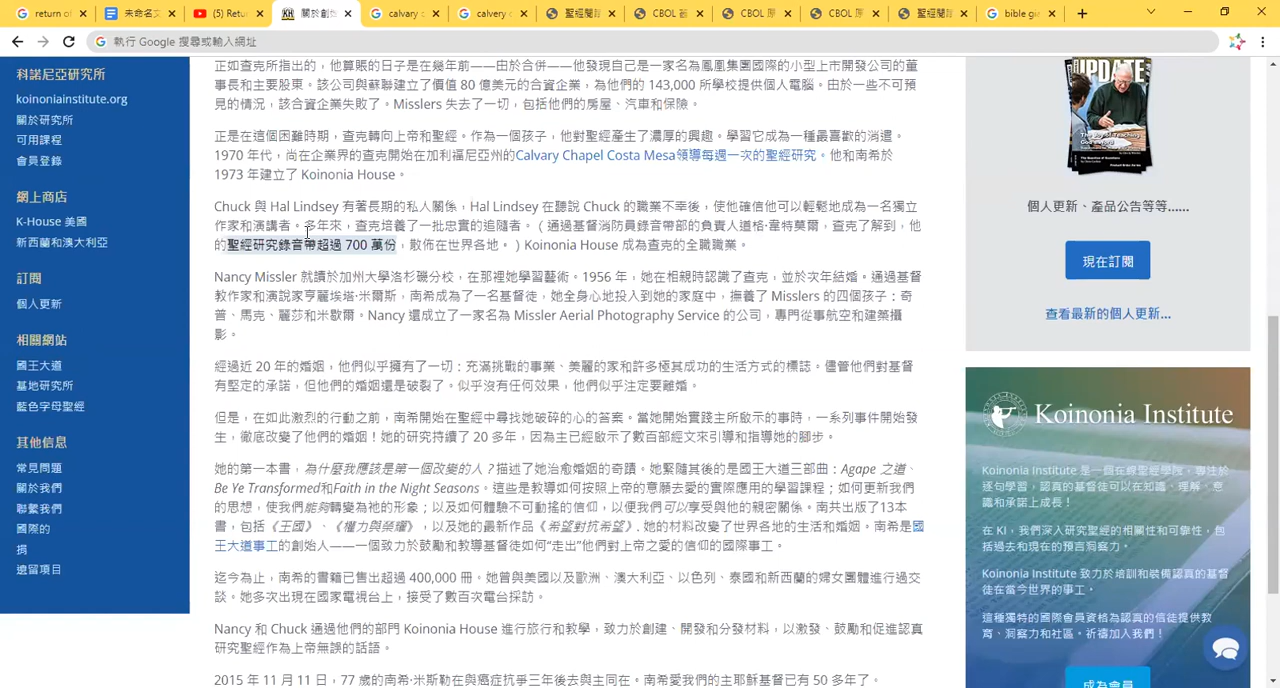 return of
未命名文
(5) Retu
關於創始
calvary c
calvery c
聖經閱讀
CBOL 舊
CBOL 原
CBOL 原
聖經閱讀
bible gle
執行 Google 搜尋或輸入網址
科諾尼亞研究所
koinoniainstitute.org
關於研究所
可用課程
會員登錄
網上商店
K-House 美國
新西蘭和澳大利亞
訂閱
個人更新
相關網站
國王大道
基地研究所
藍色字母聖經
其他信息
常見問題
關於我們
聯繫我們
國際的
捐
遺留項目
正如查克所指出的，他算賬的日子是在幾年前——由於合併——他發現自己是一家名為鳳凰集團國際的小型上市開發公司的董
事長和主要股東。該公司與蘇聯建立了價值 80 億美元的合資企業，為他們的 143,000 所學校提供個人電腦。由於一些不可預
見的情況，該合資企業失敗了。Misslers 失去了一切，包括他們的房屋、汽車和保險。
正是在這個困難時期，查克轉向上帝和聖經。作為一個孩子，他對聖經產生了濃厚的興趣。學習它成為一種最喜歡的消遣。
1970 年代，尚在企業界的查克開始在加利福尼亞州的Calvary Chapel Costa Mesa領導每週一次的聖經研究。他和南希於
1973 年建立了 Koinonia House。
Chuck 與 Hal Lindsey 有著長期的私人關係，Hal Lindsey 在聽說 Chuck 的職業不幸後，使他確信他可以輕鬆地成為一名獨立
作家和演講者。多年來，查克培養了一批忠實的追隨者。（通過基督消防員錄音帶部的負責人道格·韋特莫爾，查克了解到，他
的聖經研究錄音帶超過 700 萬份，散佈在世界各地。）Koinonia House 成為查克的全職職業。
Nancy Missler 就讀於加州大學洛杉磯分校，在那裡她學習藝術。1956 年，她在相親時認識了查克，並於次年結婚。通過基督
教作家和演說家亨麗埃塔·米爾斯，南希成為了一名基督徒，她全身心地投入到她的家庭中，撫養了 Misslers 的四個孩子：奇
普、馬克、麗莎和米歇爾。Nancy 還成立了一家名為 Missler Aerial Photography Service 的公司，專門從事航空和建築攝
影。
經過近 20 年的婚姻，他們似乎擁有了一切：充滿挑戰的事業、美麗的家和許多極其成功的生活方式的標誌。儘管他們對基督
有堅定的承諾，但他們的婚姻還是破裂了。似乎沒有任何效果，他們似乎注定要離婚。
但是，在如此激烈的行動之前，南希開始在聖經中尋找她破碎的心的答案。當她開始實踐主所啟示的事時，一系列事件開始發
生，徹底改變了他們的婚姻！她的研究持續了 20 多年，因為主已經啟示了數百部經文來引導和指導她的腳步。
她的第一本書，為什麼我應該是第一個改變的人？描述了她治愈婚姻的奇蹟。她緊隨其後的是國王大道三部曲：Agape 之道、
Be Ye Transformed和Faith in the Night Seasons。這些是教導如何按照上帝的意願去愛的實際應用的學習課程；如何更新我們
的思想，使我們能夠轉變為祂的形象；以及如何體驗不可動搖的信仰，以便我們可以享受與他的親密關係。南共出版了13本
書，包括《王國》、《權力與榮耀》，以及她的最新作品《希望對抗希望》. 她的材料改變了世界各地的生活和婚姻。南希是國
王大道事工的創始人——一個致力於鼓勵和教導基督徒如何“走出”他們對上帝之愛的信仰的國際事工。
迄今為止，南希的書籍已售出超過 400,000 冊。她曾與美國以及歐洲、澳大利亞、以色列、泰國和新西蘭的婦女團體進行過交
談。她多次出現在國家電視台上，接受了數百次電台採訪。
Nancy 和 Chuck 通過他們的部門 Koinonia House 進行旅行和教學，致力於創建、開發和分發材料，以激發、鼓勵和促進認真
研究聖經作為上帝無誤的話語。
2015 年 11 月 11 日，77 歲的南希·米斯勒在與癌症抗爭三年後去與主同在。南希愛我們的主耶穌基督已有 50 多年了。
UPDATE
個人更新、產品公告等等......
現在訂閱
查看最新的個人更新...
Koinonia Institute
Koinonia Institute 是一個在線聖經學院，專注於
逐句學習，認真的基督徒可以在知識、理解、意
識和承諾上成長！
在 KI，我們深入研究聖經的相關性和可靠性，包
括過去和現在的預言洞察力。
Koinonia Institute 致力於培訓和裝備認真的基督
徒在當今世界的事工。
這種獨特的國際會員資格為認真的信徒提供教
育、洞察力和社區。祈禱加入我們！
成為會員